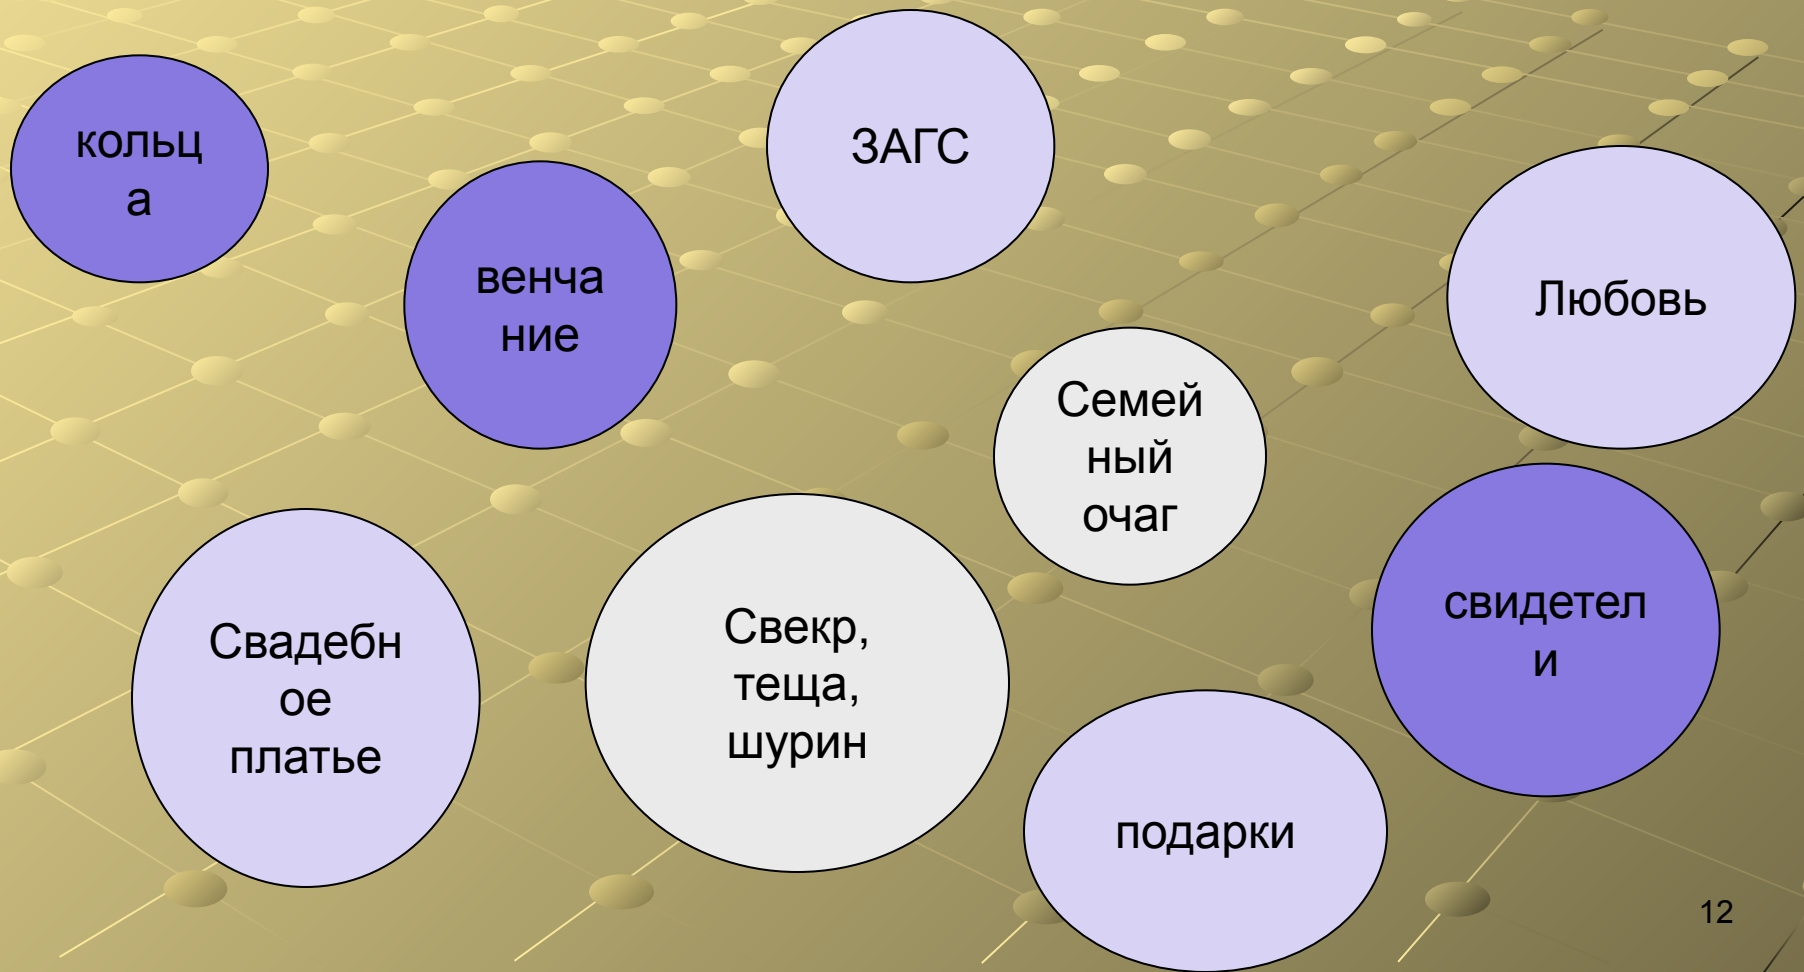 кольц
а
венча
ние
ЗАГС
Любовь
Семей
ный
очаг
Свадебн
ое
платье
Свекр,
теща,
шурин
свидетел
и
подарки
12